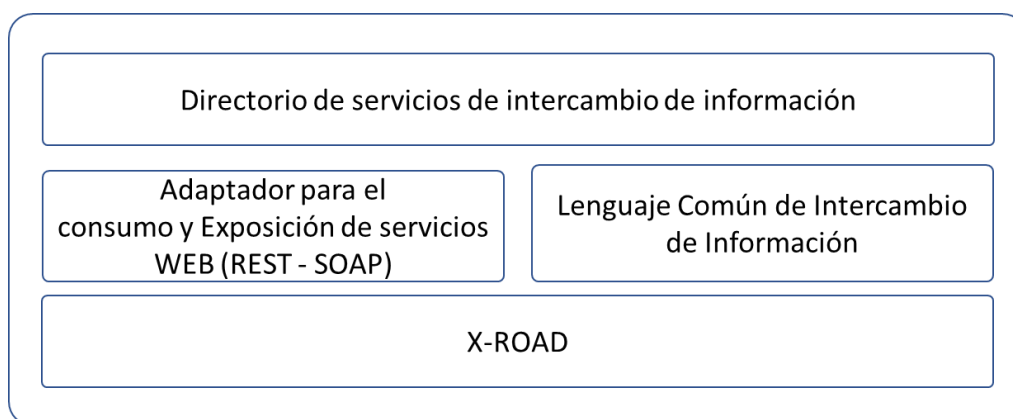 Directorio de servicios de intercambio de información
Adaptador para el
consumo y Exposición de servicios
WEB (REST - SOAP)
Lenguaje Común de Intercambio
de Información
X-ROAD